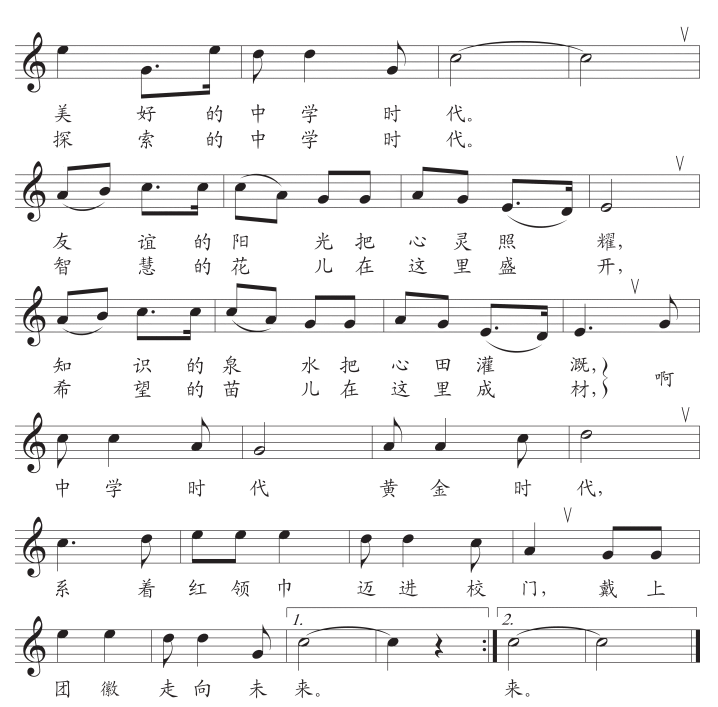 美好的中学时代。
探索的中学时代。
友谊的阳光把心灵照耀,
智慧的花儿在这里盛开,
知识的泉水把心田灌溉,
希望的苗儿在这里成材,
啊
中学时代黄金时代,
系着红领巾迈进校门,戴上
1. 2.
团徽走向未来。来。